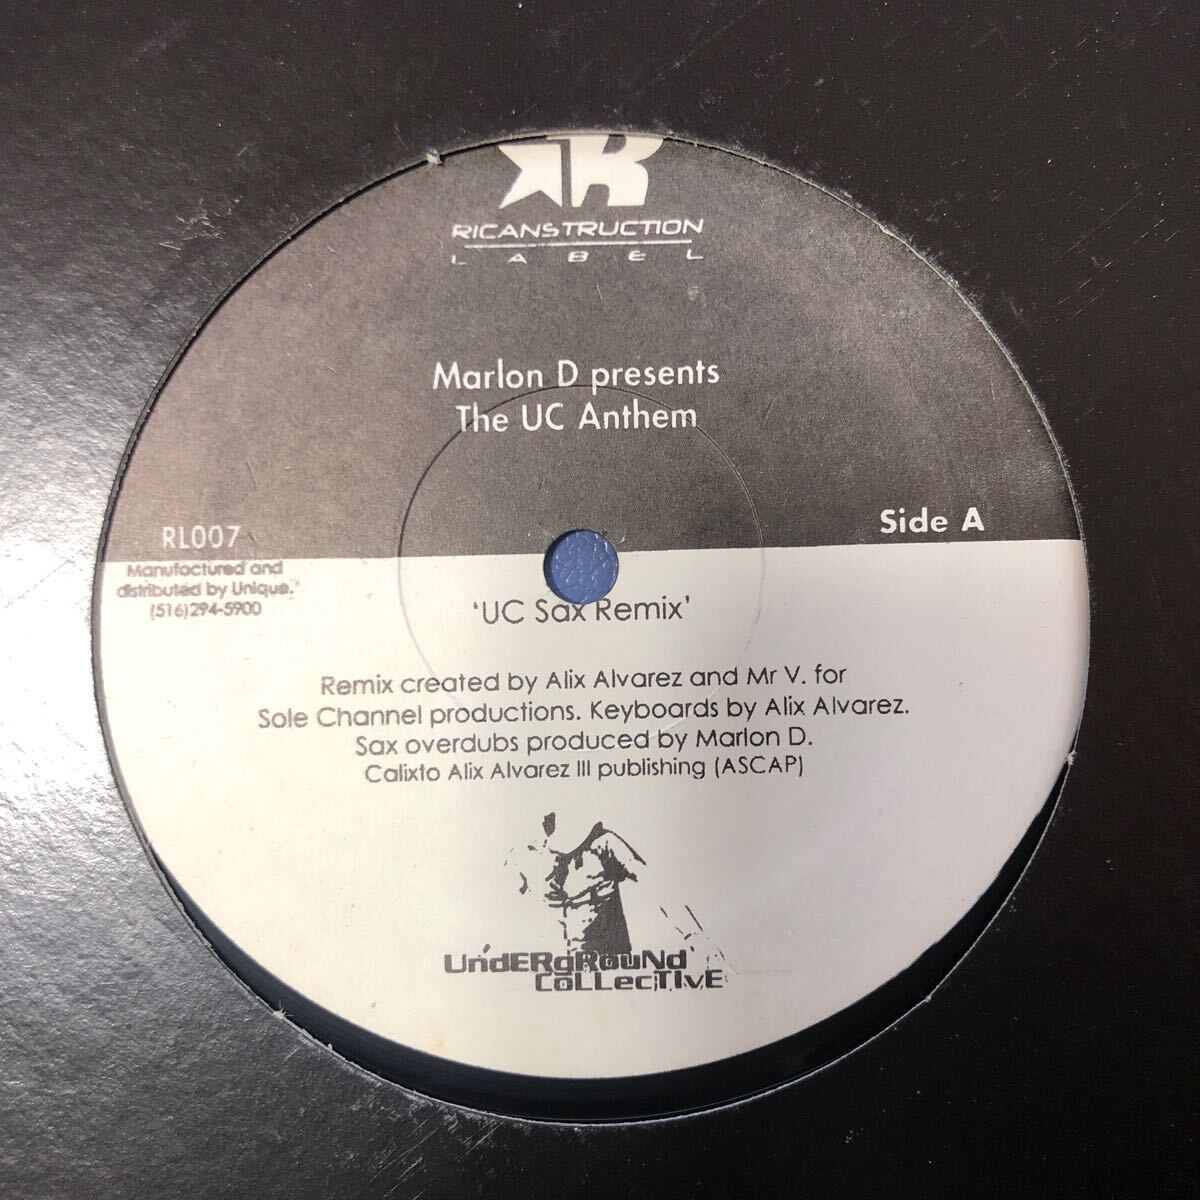 RICANSTRUCTION
LABEL
Marlon D presents
The UC Anthem
RL007
Side A
Manufactured and
distributed by Unique.
(516)294-5900
'UC Sax Remix'
Remix created by Alix Alvarez and Mr V. for
Sole Channel productions. Keyboards by Alix Alvarez.
Sax overdubs produced by Marlon D.
Calixto Alix Alvarez III publishing (ASCAP)
UndERgRouNd
CoLLecTIvE